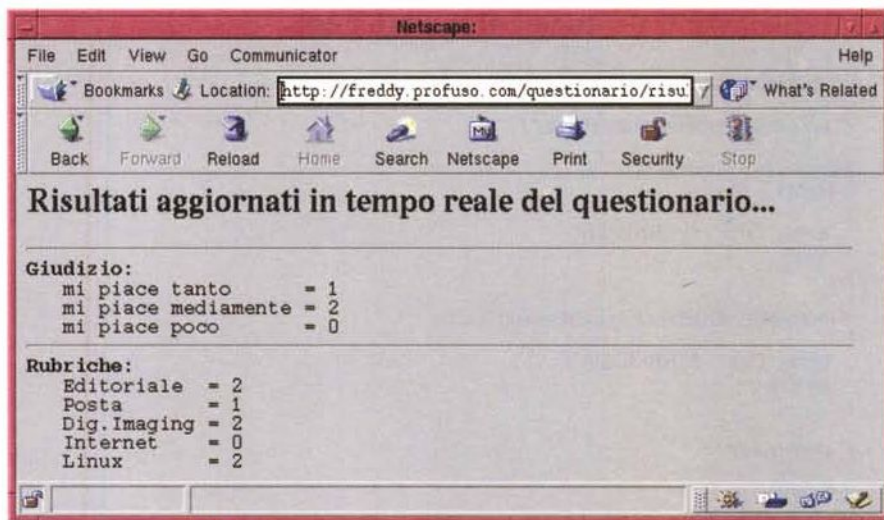 Netscape:
File Edit View Go Communicator Help
Bookmarks Location: http://freddy.profuso.com/questionario/risul What's Related
Back Forward Reload Home Search Netscape Print Security Stop
My
Risultati aggiornati in tempo reale del questionario...
Giudizio:
mi piace tanto = 1
mi piace mediamente = 2
mi piace poco = 0
Rubriche:
Editoriale = 2
Posta = 1
Dig.Imaging = 2
Internet = 0
Linux = 2